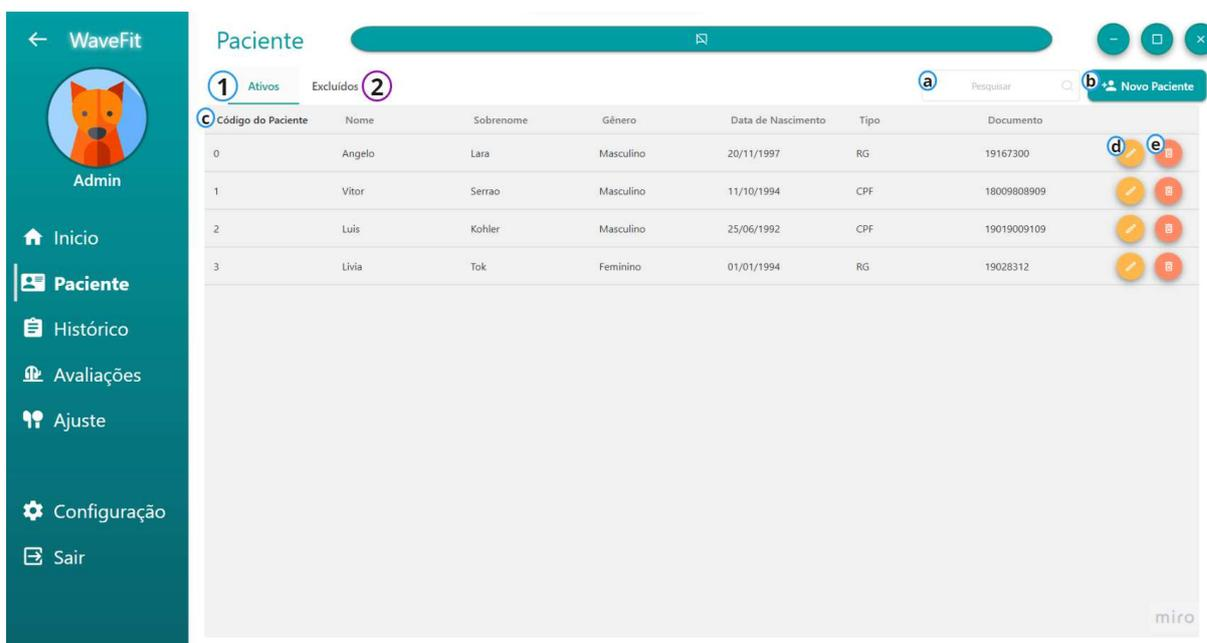 WaveFit
Admin
Inicio
Paciente
Histórico
Avaliações
Ajuste
Configuração
Sair
Paciente
1 Ativos Excluídos 2 a Pesquisar b Novo Paciente
c Código do Paciente Nome Sobrenome Gênero Data de Nascimento Tipo Documento
0 Angelo Lara Masculino 20/11/1997 RG 19167300 d e
1 Vitor Serrao Masculino 11/10/1994 CPF 18009808909
2 Luis Kohler Masculino 25/06/1992 CPF 19019009109
3 Livia Tok Feminino 01/01/1994 RG 19028312
miro